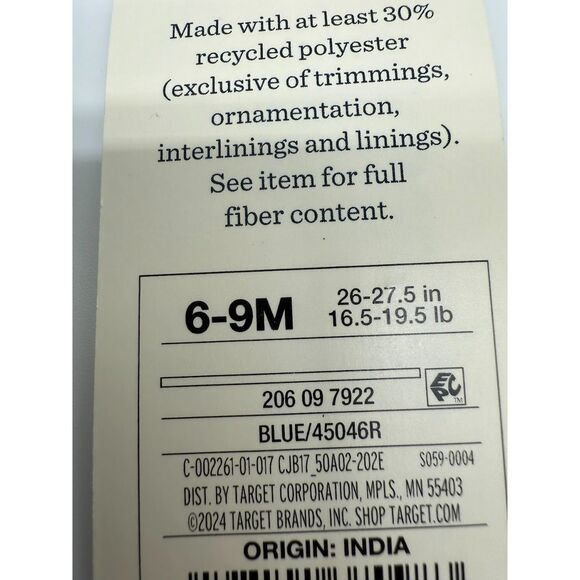 Made with at least 30%
recycled polyester
(exclusive of trimmings,
ornamentation,
interlinings and linings).
See item for full
fiber content.
6-9M
26-27.5 in
16.5-19.5 lb
206 09 7922
EPC
TM
BLUE/45046R
C-002261-01-017 CJB17_50A02-202E S059-0004
DIST. BY TARGET CORPORATION, MPLS., MN 55403
©2024 TARGET BRANDS, INC. SHOP TARGET.COM
ORIGIN: INDIA